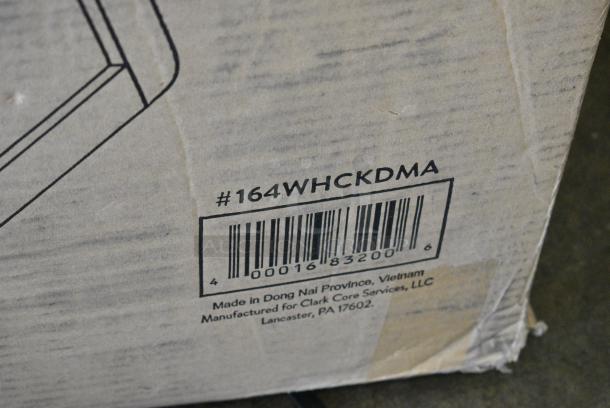 #164WHCKDMA
4 00016 83200 6
Made in Dong Nai Province, Vietnam
Manufactured for Clark Core Services, LLC
Lancaster, PA 17602.